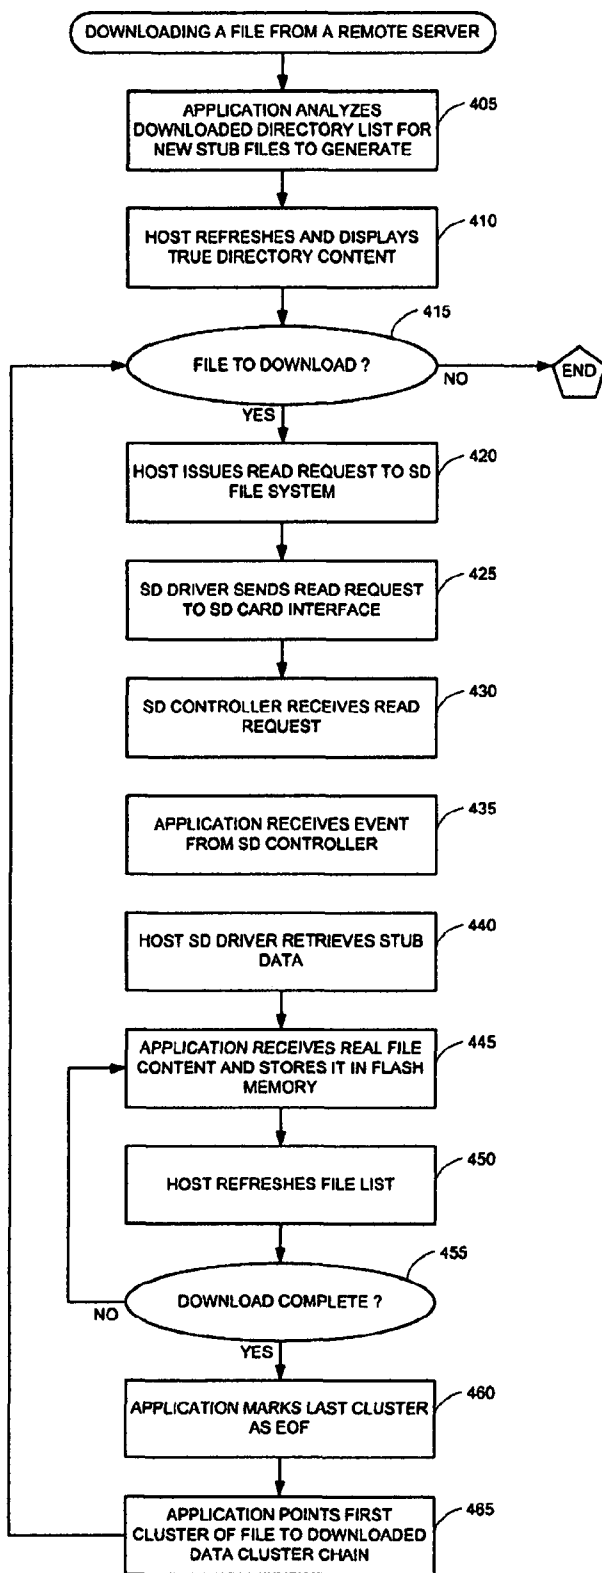 DOWNLOADING A FILE FROM A REMOTE SERVER
APPLICATION ANALYZES
DOWNLOADED DIRECTORY LIST FOR
NEW STUB FILES TO GENERATE
405
HOST REFRESHES AND DISPLAYS
TRUE DIRECTORY CONTENT
410
415
FILE TO DOWNLOAD ?
NO
END
YES
HOST ISSUES READ REQUEST TO SD
FILE SYSTEM
420
SD DRIVER SENDS READ REQUEST
TO SD CARD INTERFACE
425
SD CONTROLLER RECEIVES READ
REQUEST
430
APPLICATION RECEIVES EVENT
FROM SD CONTROLLER
435
HOST SD DRIVER RETRIEVES STUB
DATA
440
APPLICATION RECEIVES REAL FILE
CONTENT AND STORES IT IN FLASH
MEMORY
445
HOST REFRESHES FILE LIST
450
455
DOWNLOAD COMPLETE ?
NO
YES
APPLICATION MARKS LAST CLUSTER
AS EOF
460
APPLICATION POINTS FIRST
CLUSTER OF FILE TO DOWNLOADED
DATA CLUSTER CHAIN
465